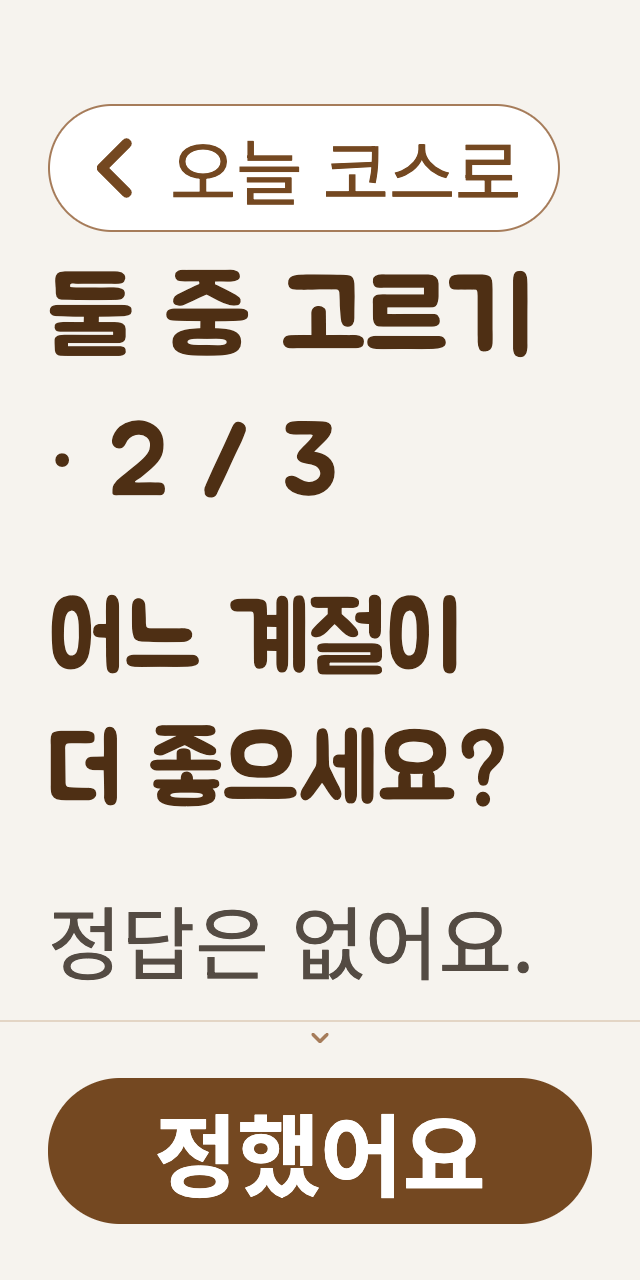 오늘 코스로
둘 중 고르기
· 2 / 3
어느 계절이
더 좋으세요?
정답은 없어요.
정했어요